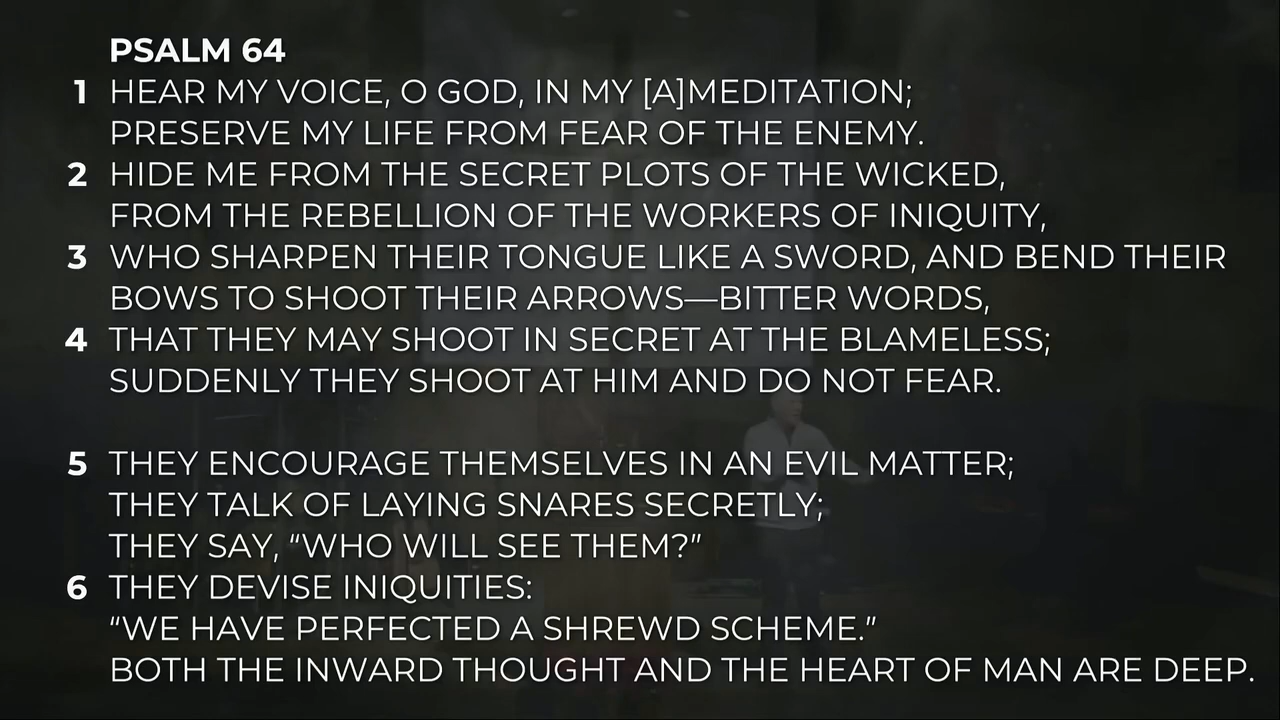 PSALM 64
1 HEAR MY VOICE, O GOD, IN MY [A]MEDITATION;
PRESERVE MY LIFE FROM FEAR OF THE ENEMY.
2 HIDE ME FROM THE SECRET PLOTS OF THE WICKED,
FROM THE REBELLION OF THE WORKERS OF INIQUITY,
3 WHO SHARPEN THEIR TONGUE LIKE A SWORD, AND BEND THEIR
BOWS TO SHOOT THEIR ARROWS—BITTER WORDS,
4 THAT THEY MAY SHOOT IN SECRET AT THE BLAMELESS;
SUDDENLY THEY SHOOT AT HIM AND DO NOT FEAR.
5 THEY ENCOURAGE THEMSELVES IN AN EVIL MATTER;
THEY TALK OF LAYING SNARES SECRETLY;
THEY SAY, “WHO WILL SEE THEM?”
6 THEY DEVISE INIQUITIES:
“WE HAVE PERFECTED A SHREWD SCHEME.”
BOTH THE INWARD THOUGHT AND THE HEART OF MAN ARE DEEP.